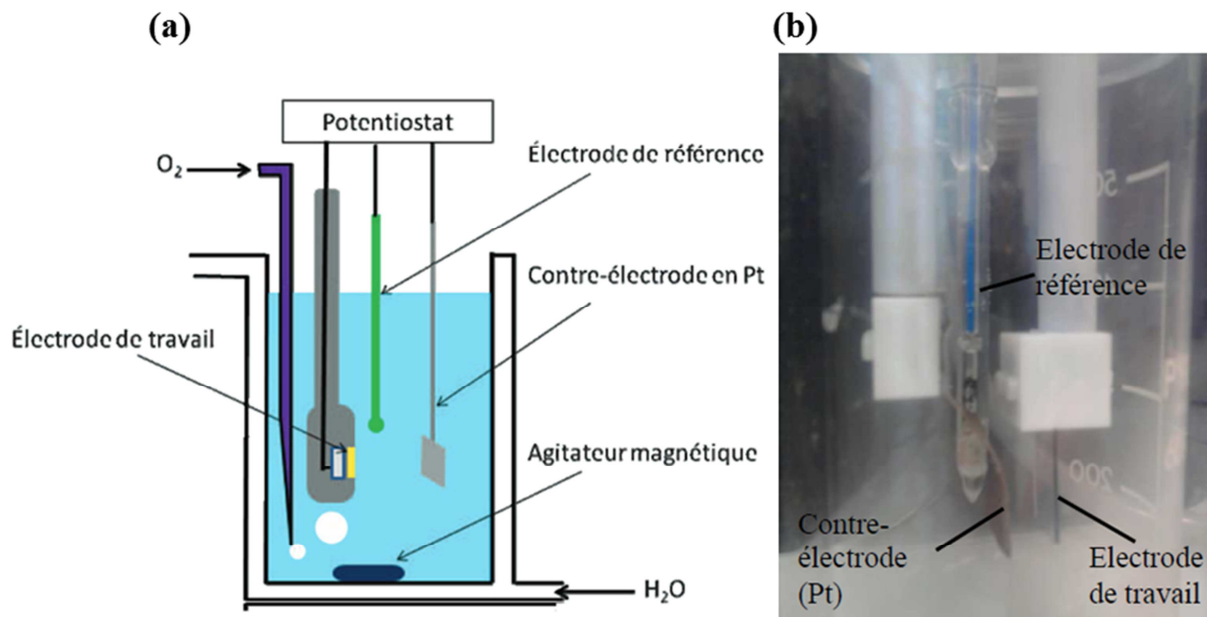 (a)
Potentiostat
O₂
Électrode de référence
Contre-électrode en Pt
Électrode de travail
Agitateur magnétique
H₂O
(b)
Electrode de
référence
200
Contre-
électrode
(Pt)
Electrode
de travail